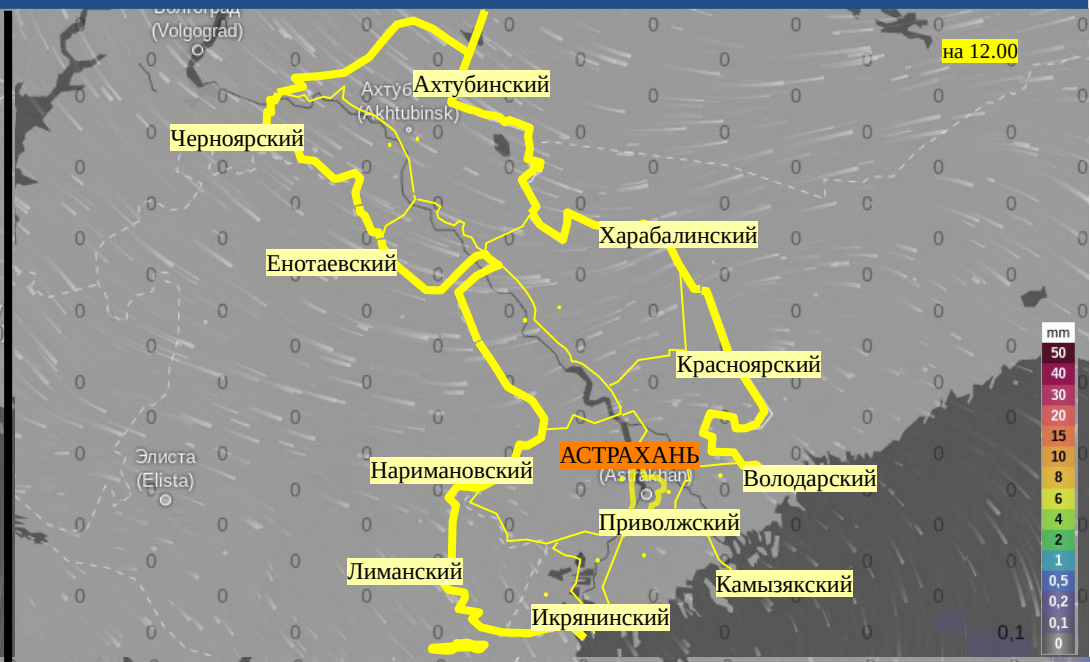 Волгоград
(Volgograd)
на 12.00
Ахтубинский
(Akhtubinsk)
Черноярский
Харабалинский
Енотаевский
mm
50
40
30
20
15
10
8
6
4
2
1
0,5
0,2
0,1
0
Красноярский
АСТРАХАНЬ
(Astrakhan)
Элиста
(Elista)
Наримановский
Володарский
Приволжский
Лиманский
Камызякский
Икрянинский
0,1